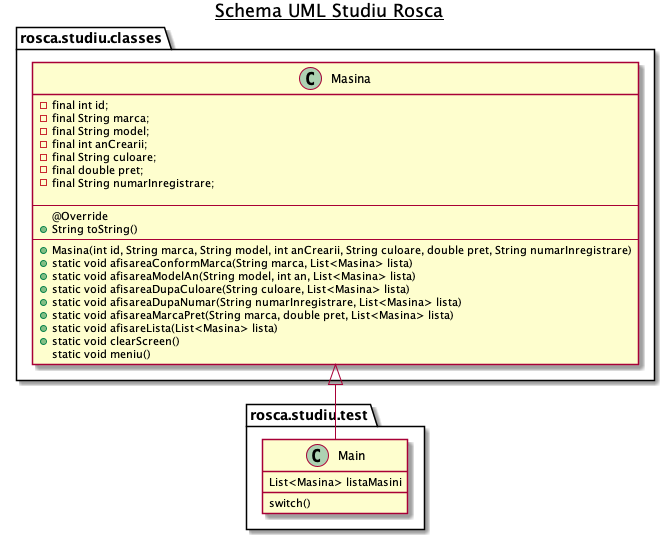 Schema UML Studiu Rosca
rosca.studiu.classes
C Masina
final int id;
final String marca;
final String model;
final int anCrearii;
final String culoare;
final double pret;
final String numarInregistrare;
@Override
String toString()
Masina(int id, String marca, String model, int anCrearii, String culoare, double pret, String numarInregistrare)
static void afisareaConformMarca(String marca, List<Masina> lista)
static void afisareaModelAn(String model, int an, List<Masina> lista)
static void afisareaDupaCuloare(String culoare, List<Masina> lista)
static void afisareaDupaNumar(String numarInregistrare, List<Masina> lista)
static void afisareaMarcaPret(String marca, double pret, List<Masina> lista)
static void afisareLista(List<Masina> lista)
static void clearScreen()
static void meniu()
rosca.studiu.test
C Main
List<Masina> listaMasini
switch()